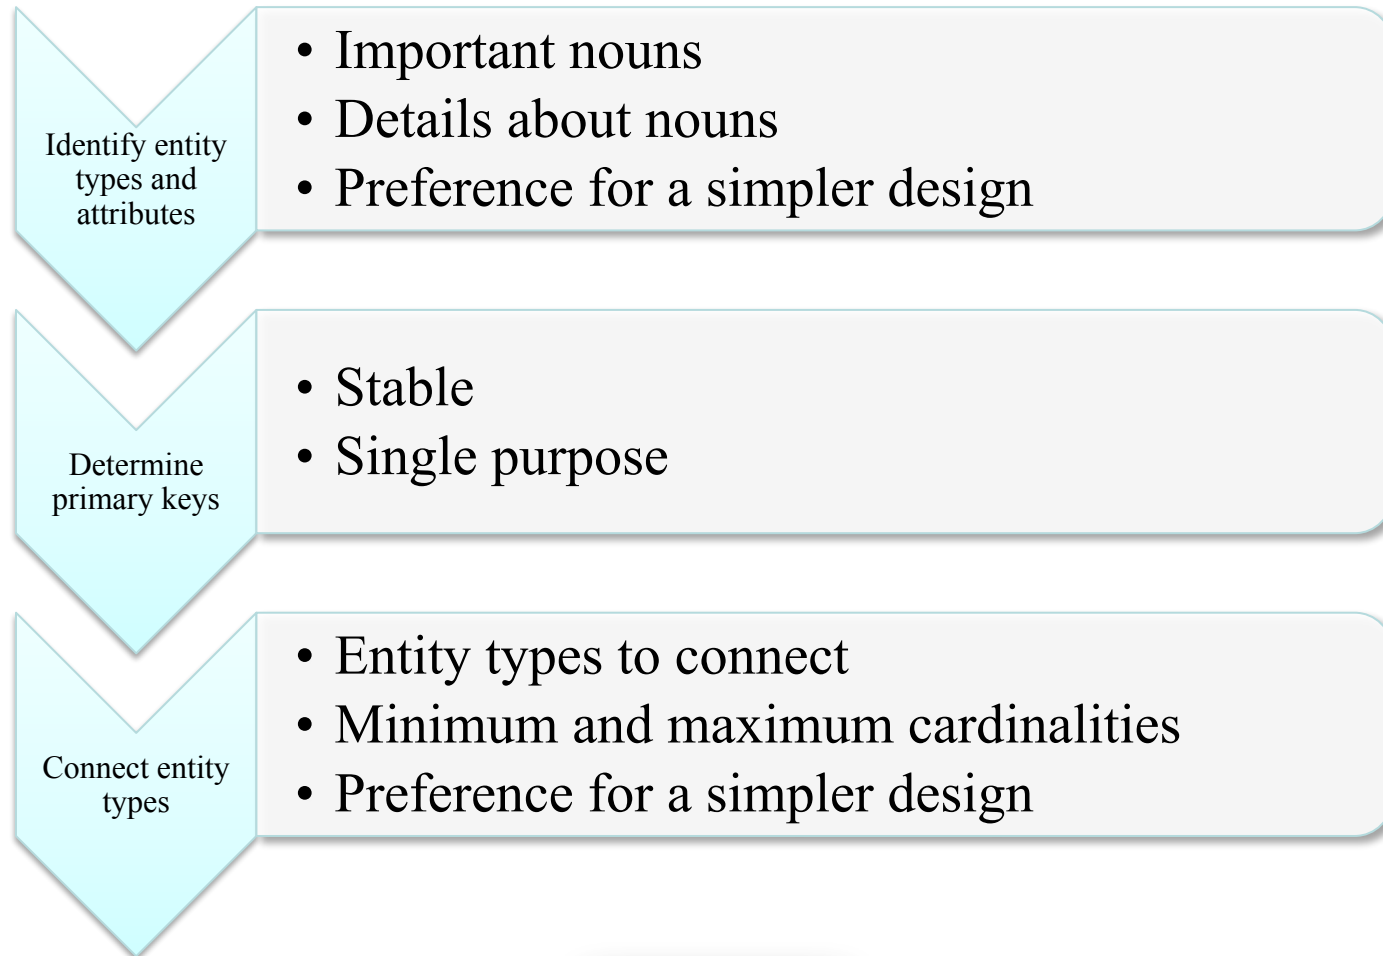 Identify entity
types and
attributes
• Important nouns
• Details about nouns
• Preference for a simpler design
Determine
primary keys
• Stable
• Single purpose
Connect entity
types
• Entity types to connect
• Minimum and maximum cardinalities
• Preference for a simpler design